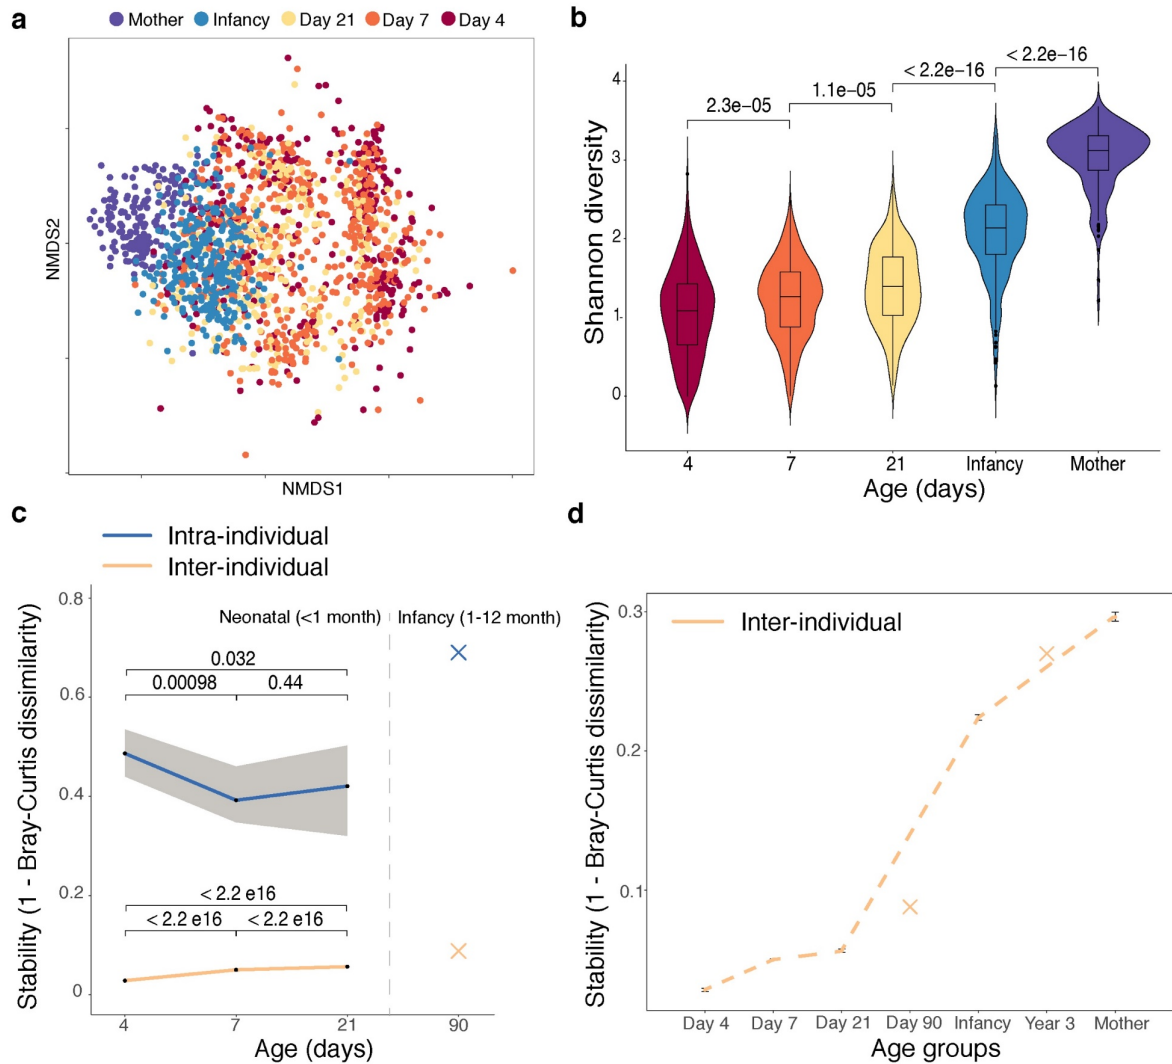 a
Mother Infancy Day 21 Day 7 Day 4
NMDS2
NMDS1
b
< 2.2e−16
< 2.2e−16
1.1e−05
2.3e−05
Shannon diversity
4
3
2
1
0
4 7 21 Infancy Mother
Age (days)
c
Intra-individual
Inter-individual
Stability (1 - Bray-Curtis dissimilarity)
0.8
0.6
0.4
0.2
0
Neonatal (<1 month) Infancy (1-12 month)
0.032
0.00098 0.44
< 2.2 e16
< 2.2 e16 < 2.2 e16
4 7 21 90
Age (days)
d
Inter-individual
Stability (1 - Bray-Curtis dissimilarity)
0.3
0.2
0.1
Day 4 Day 7 Day 21 Day 90 Infancy Year 3 Mother
Age groups